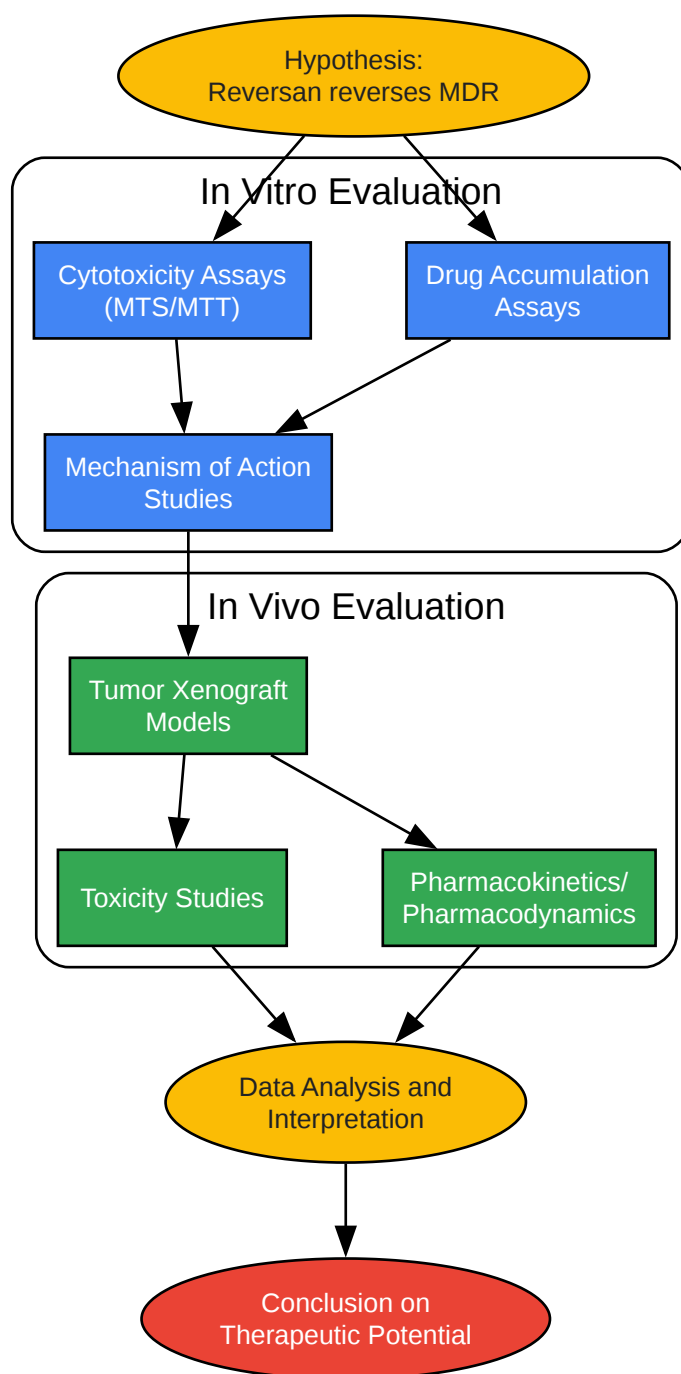 Hypothesis:
Reversan reverses MDR
In Vitro Evaluation
Cytotoxicity Assays
(MTS/MTT)
Drug Accumulation
Assays
Mechanism of Action
Studies
In Vivo Evaluation
Tumor Xenograft
Models
Toxicity Studies
Pharmacokinetics/
Pharmacodynamics
Data Analysis and
Interpretation
Conclusion on
Therapeutic Potential